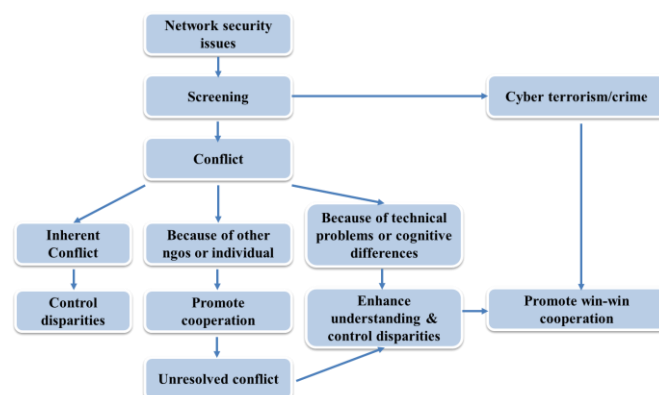 Network security
issues
Screening
Cyber terrorism/crime
Conflict
Inherent
Conflict
Because of other
ngos or individual
Because of technical
problems or cognitive
differences
Control
disparities
Promote
cooperation
Enhance
understanding &
control disparities
Promote win-win
cooperation
Unresolved conflict